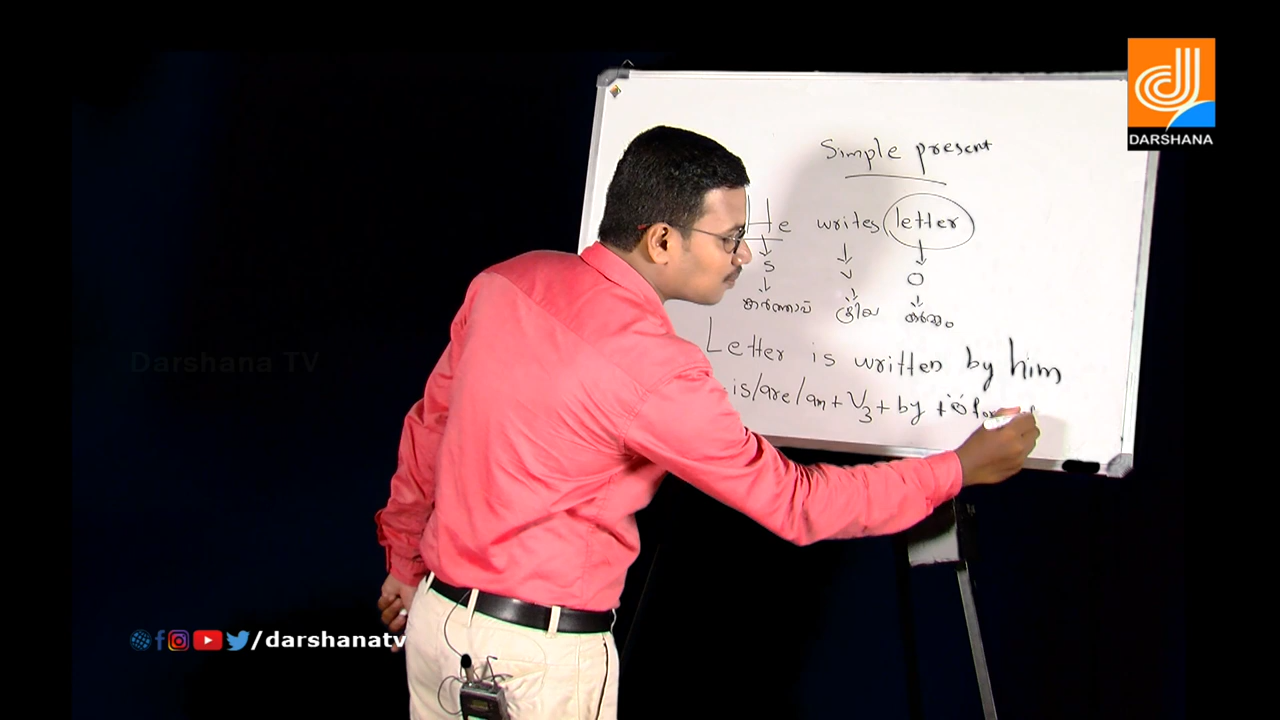 DARSHANA
Simple present
He writes letter
S V O
കർത്താവ് ക്രിയ കർമ്മം
Letter is written by him
is/are/am + V3 + by +
Darshana TV
/darshanatv